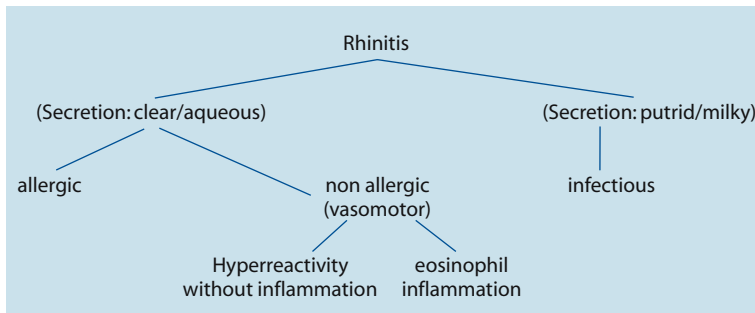 Rhinitis
(Secretion: clear/aqueous)
(Secretion: putrid/milky)
allergic
non allergic
(vasomotor)
infectious
Hyperreactivity
without inflammation
eosinophil
inflammation